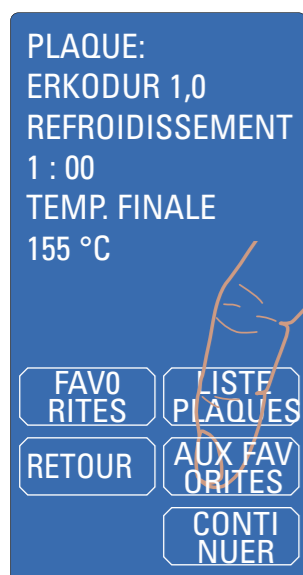 PLAQUE:
ERKODUR 1,0
REFROIDISSEMENT
1 : 00
TEMP. FINALE
155 °C
FAVO
RITES
LISTE
PLAQUES
RETOUR
AUX FAV
ORITES
CONTI
NUER